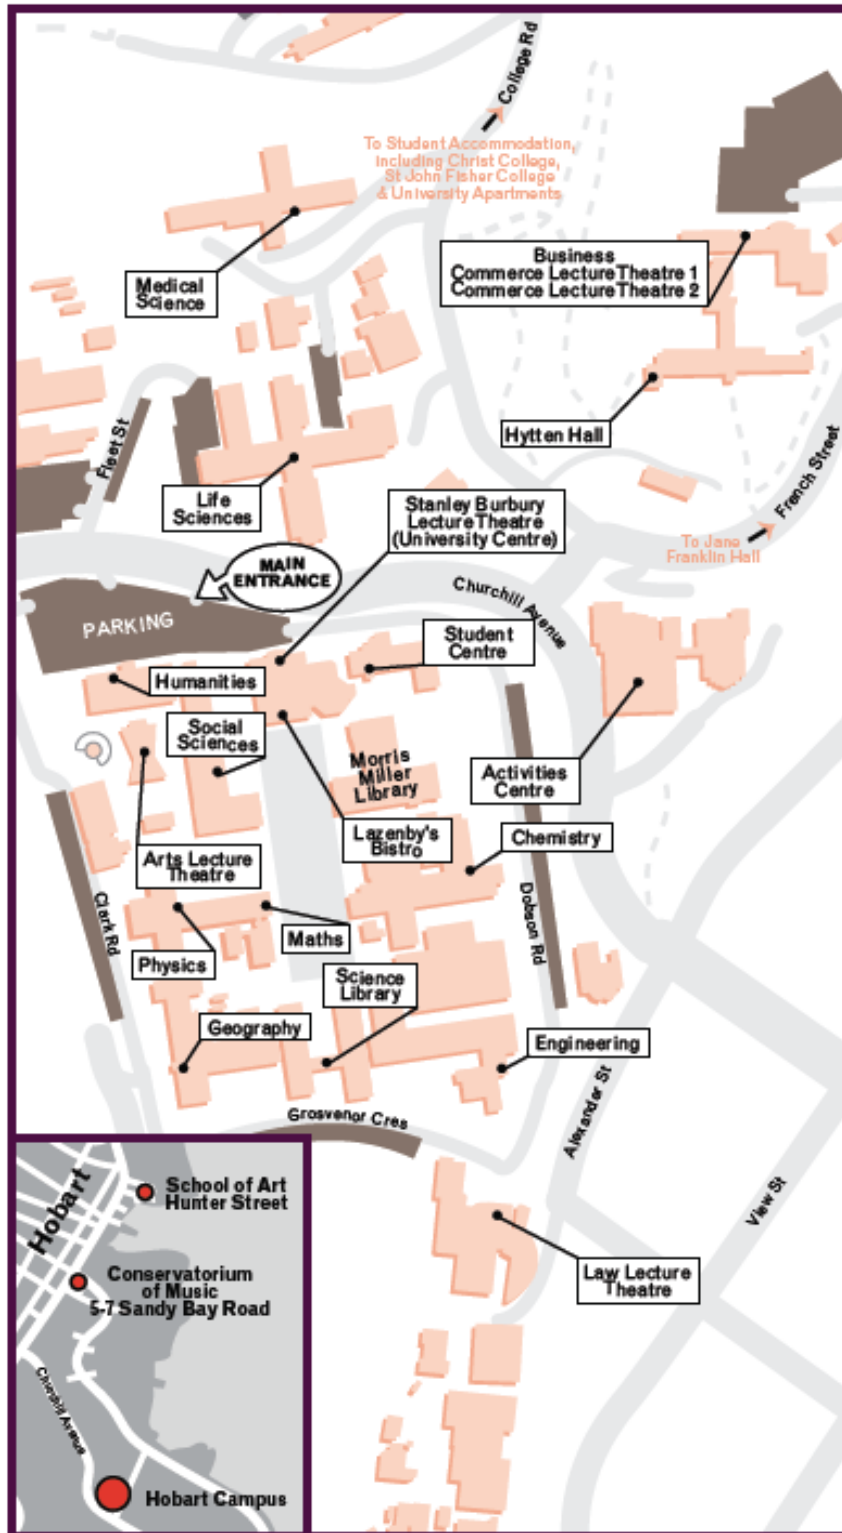 College Rd
To Student Accommodation,
including Christ College,
St John Fisher College
& University Apartments
Medical
Science
Business
Commerce Lecture Theatre 1
Commerce Lecture Theatre 2
Hytten Hall
Fleet St
Life
Sciences
Stanley Burbury
Lecture Theatre
(University Centre)
French Street
To Jane
Franklin Hall
MAIN
ENTRANCE
Churchill Avenue
PARKING
Student
Centre
Humanities
Social
Sciences
Morris
Miller
Library
Activities
Centre
Lazenby's
Bistro
Chemistry
Arts Lecture
Theatre
Clark Rd
Dobson Rd
Maths
Physics
Science
Library
Geography
Engineering
Grosvenor Cres
Alexander St
View St
Law Lecture
Theatre
Hobart
School of Art
Hunter Street
Conservatorium
of Music
5-7 Sandy Bay Road
Churchill Avenue
Hobart Campus